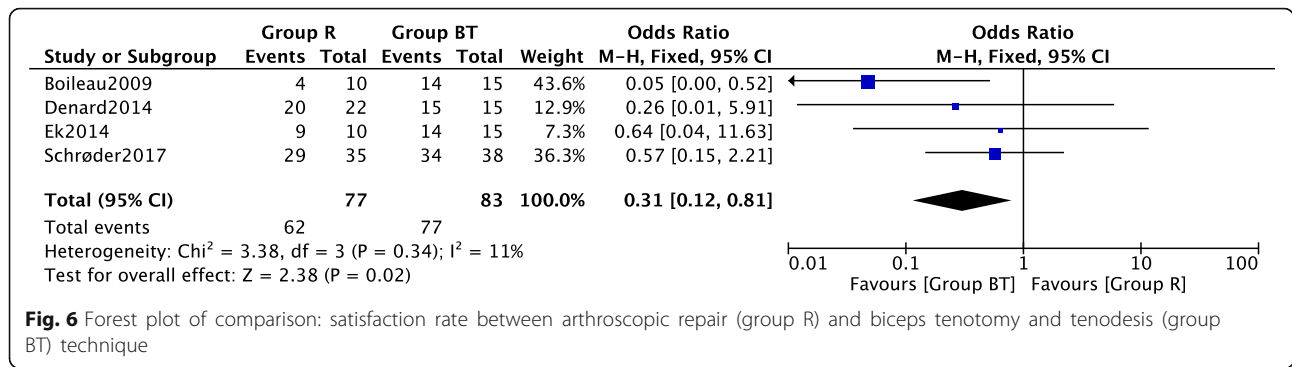 Group R Group BT Odds Ratio Odds Ratio
Study or Subgroup Events Total Events Total Weight M-H, Fixed, 95% CI M-H, Fixed, 95% CI
Boileau2009 4 10 14 15 43.6% 0.05 [0.00, 0.52]
Denard2014 20 22 15 15 12.9% 0.26 [0.01, 5.91]
Ek2014 9 10 14 15 7.3% 0.64 [0.04, 11.63]
Schrøder2017 29 35 34 38 36.3% 0.57 [0.15, 2.21]
Total (95% CI) 77 83 100.0% 0.31 [0.12, 0.81]
Total events 62 77
Heterogeneity: Chi² = 3.38, df = 3 (P = 0.34); I² = 11%
Test for overall effect: Z = 2.38 (P = 0.02)
0.01 0.1 1 10 100
Favours [Group BT] Favours [Group R]
Fig. 6 Forest plot of comparison: satisfaction rate between arthroscopic repair (group R) and biceps tenotomy and tenodesis (group
BT) technique